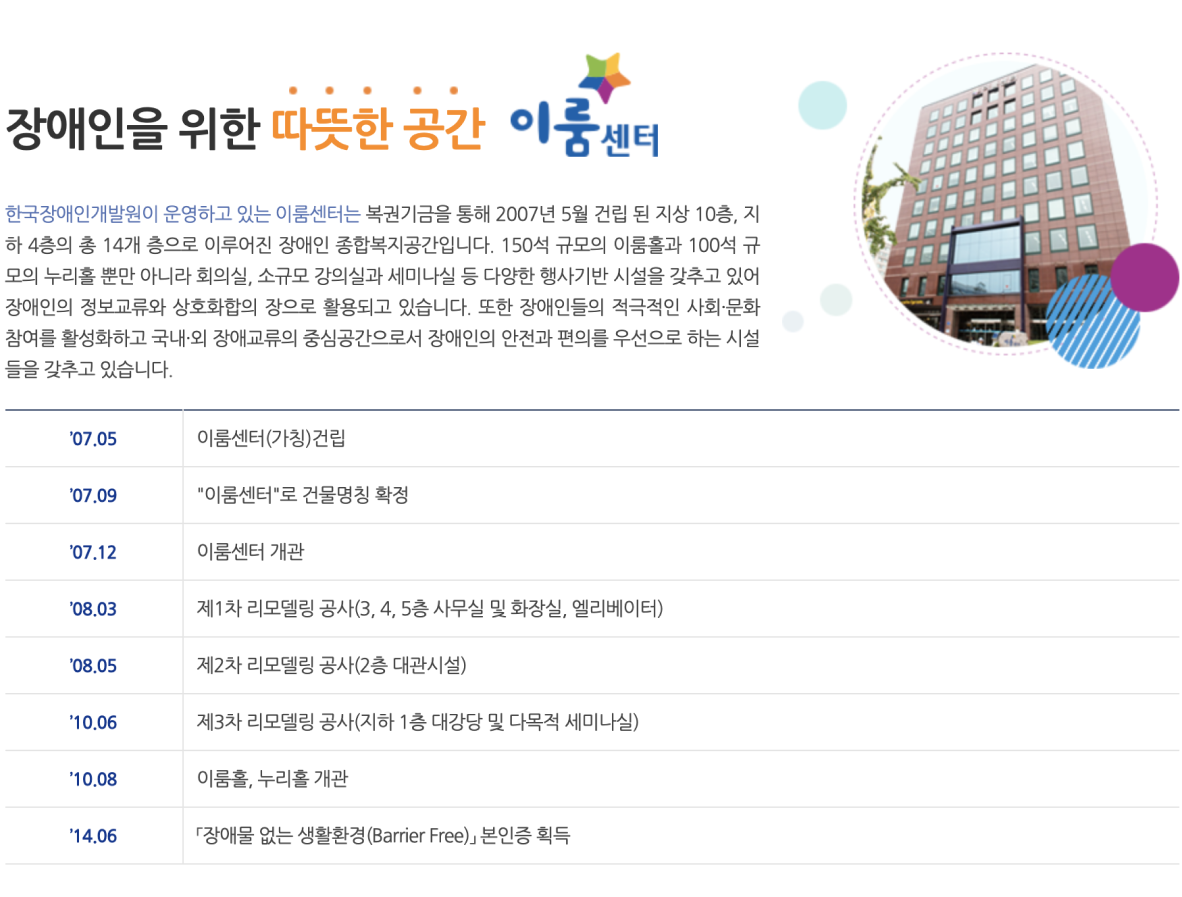 장애인을 위한 따뜻한 공간 이룸센터
한국장애인개발원이 운영하고 있는 이룸센터는 복권기금을 통해 2007년 5월 건립 된 지상 10층, 지
하 4층의 총 14개 층으로 이루어진 장애인 종합복지공간입니다. 150석 규모의 이룸홀과 100석 규
모의 누리홀 뿐만 아니라 회의실, 소규모 강의실과 세미나실 등 다양한 행사기반 시설을 갖추고 있어
장애인의 정보교류와 상호화합의 장으로 활용되고 있습니다. 또한 장애인들의 적극적인 사회·문화
참여를 활성화하고 국내·외 장애교류의 중심공간으로서 장애인의 안전과 편의를 우선으로 하는 시설
들을 갖추고 있습니다.
’07.05 이룸센터(가칭)건립
’07.09 "이룸센터"로 건물명칭 확정
’07.12 이룸센터 개관
’08.03 제1차 리모델링 공사(3, 4, 5층 사무실 및 화장실, 엘리베이터)
’08.05 제2차 리모델링 공사(2층 대관시설)
’10.06 제3차 리모델링 공사(지하 1층 대강당 및 다목적 세미나실)
’10.08 이룸홀, 누리홀 개관
’14.06 「장애물 없는 생활환경(Barrier Free)」 본인증 획득